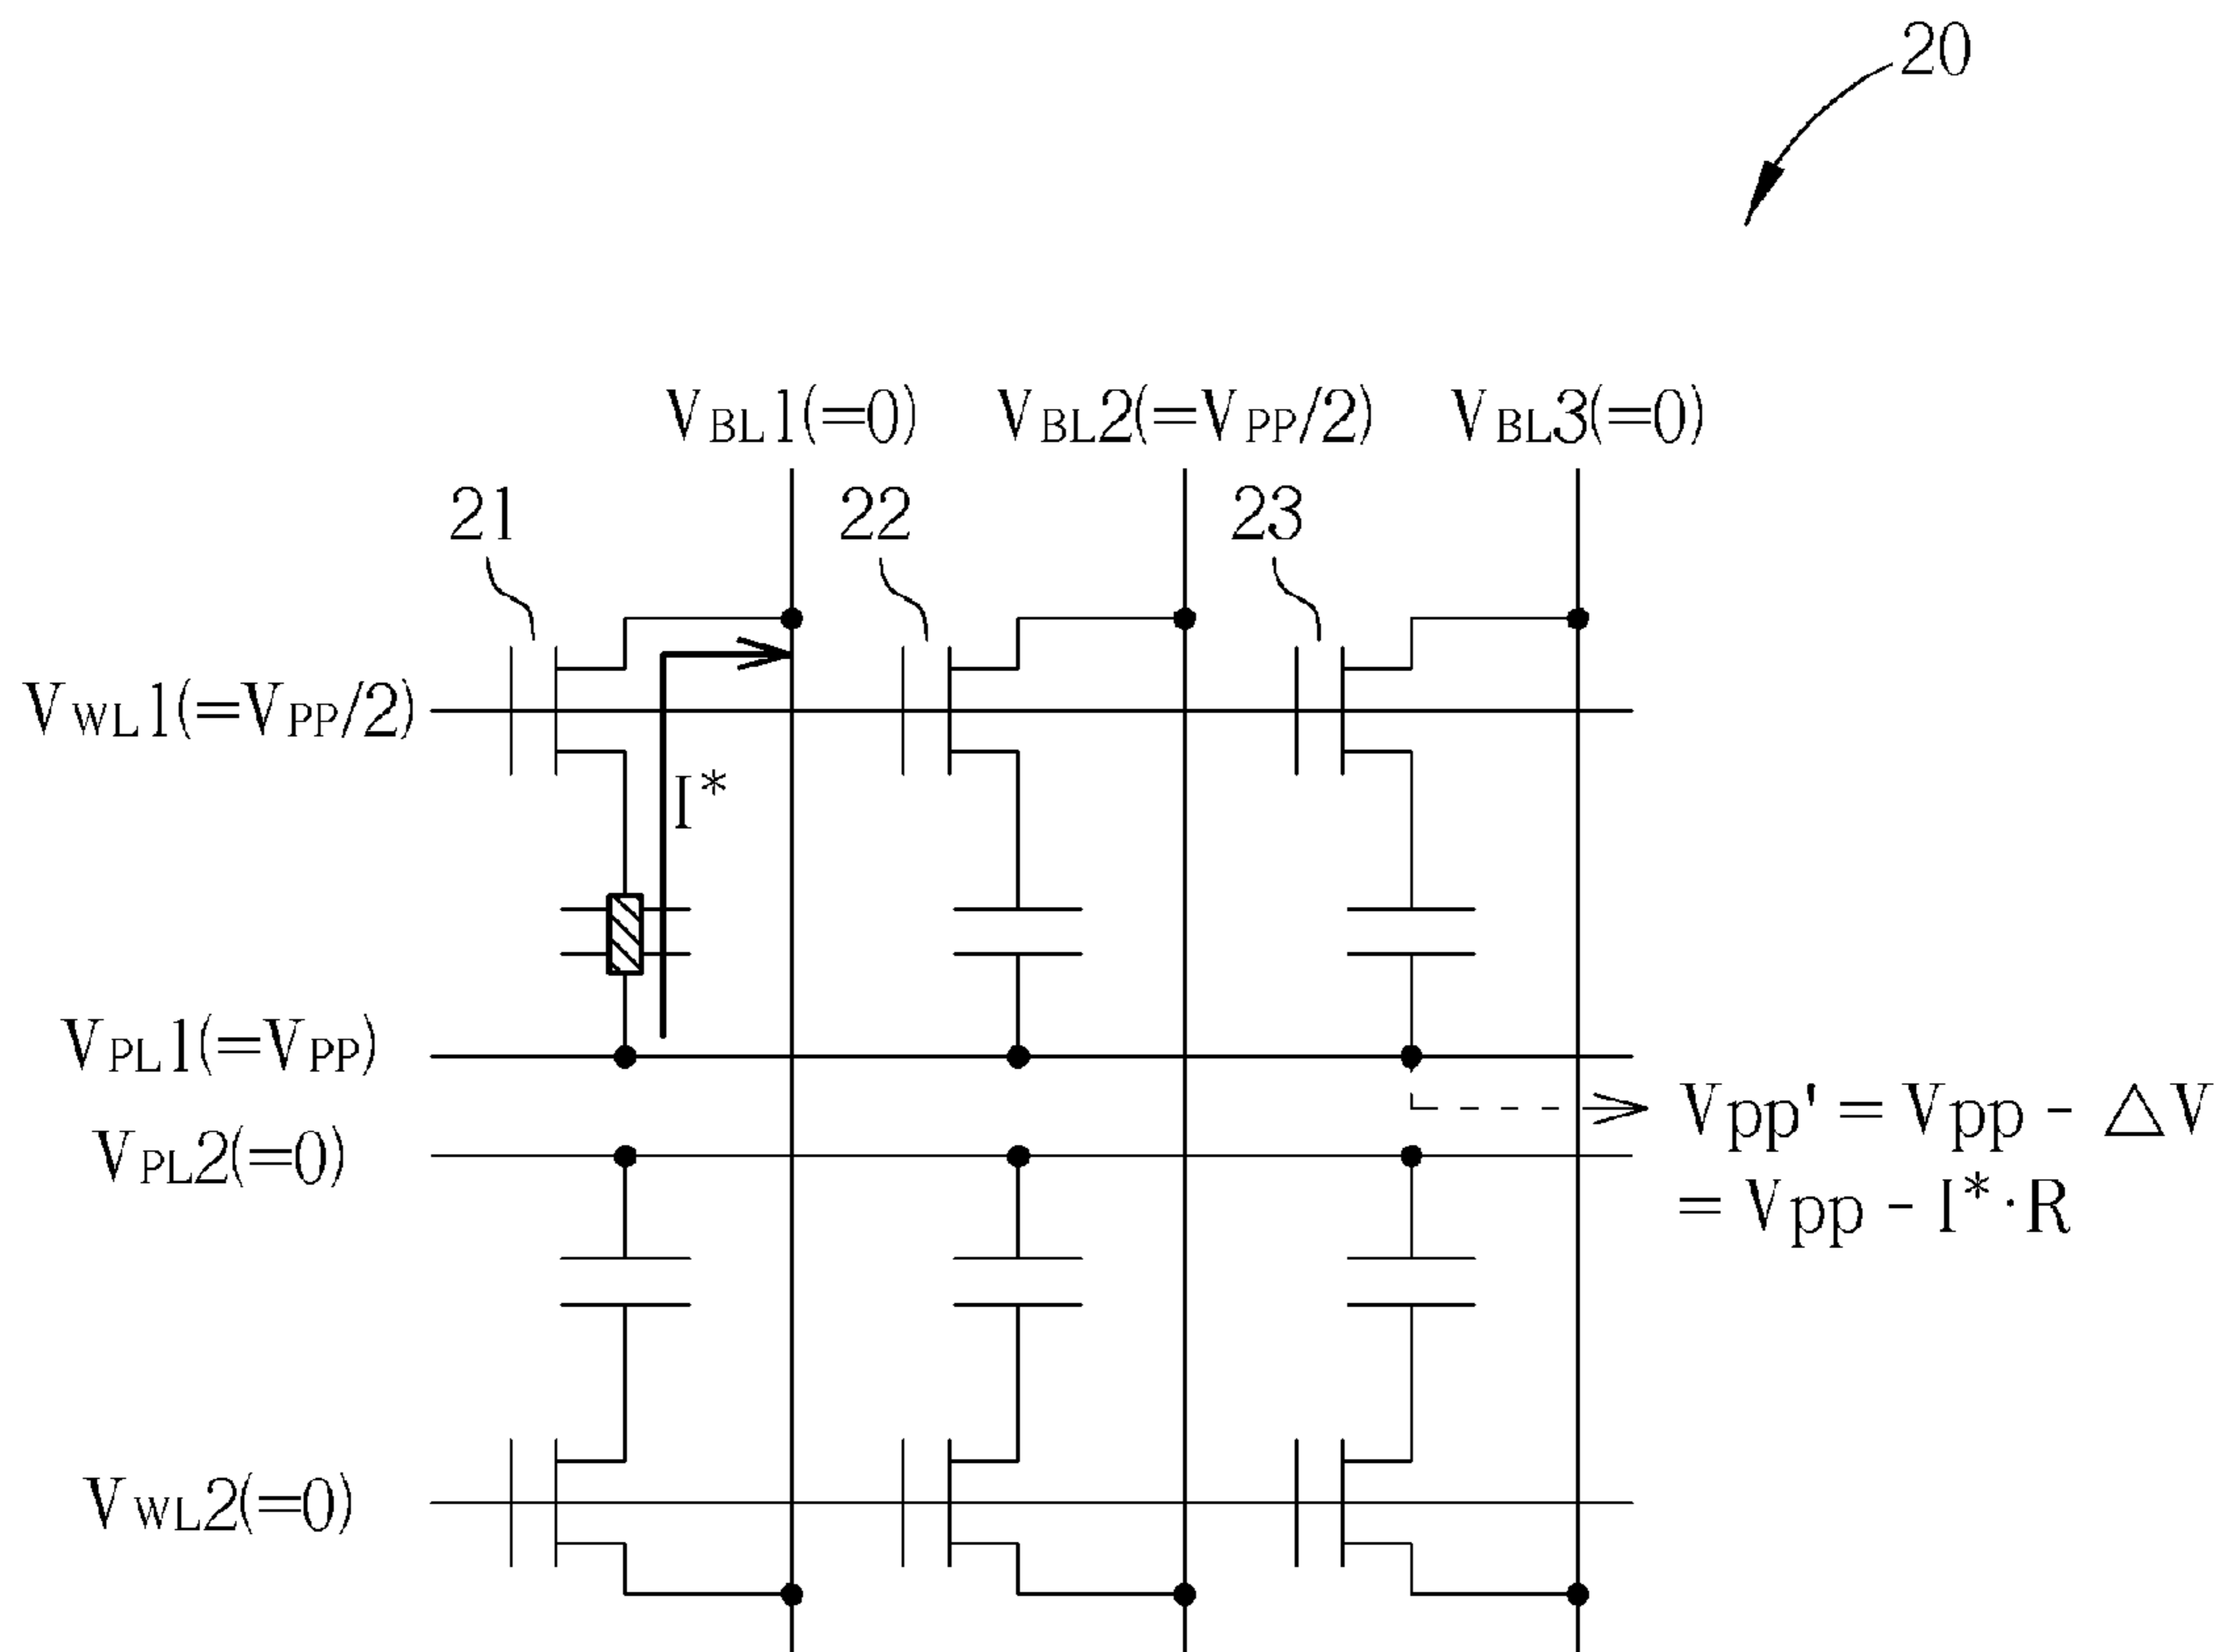 20
VBL1(=0) VBL2(=VPP/2) VBL3(=0)
21 22 23
VWL1(=VPP/2)
I*
VPL1(=VPP)
Vpp' = Vpp - △V
VPL2(=0)
= Vpp - I*·R
VWL2(=0)